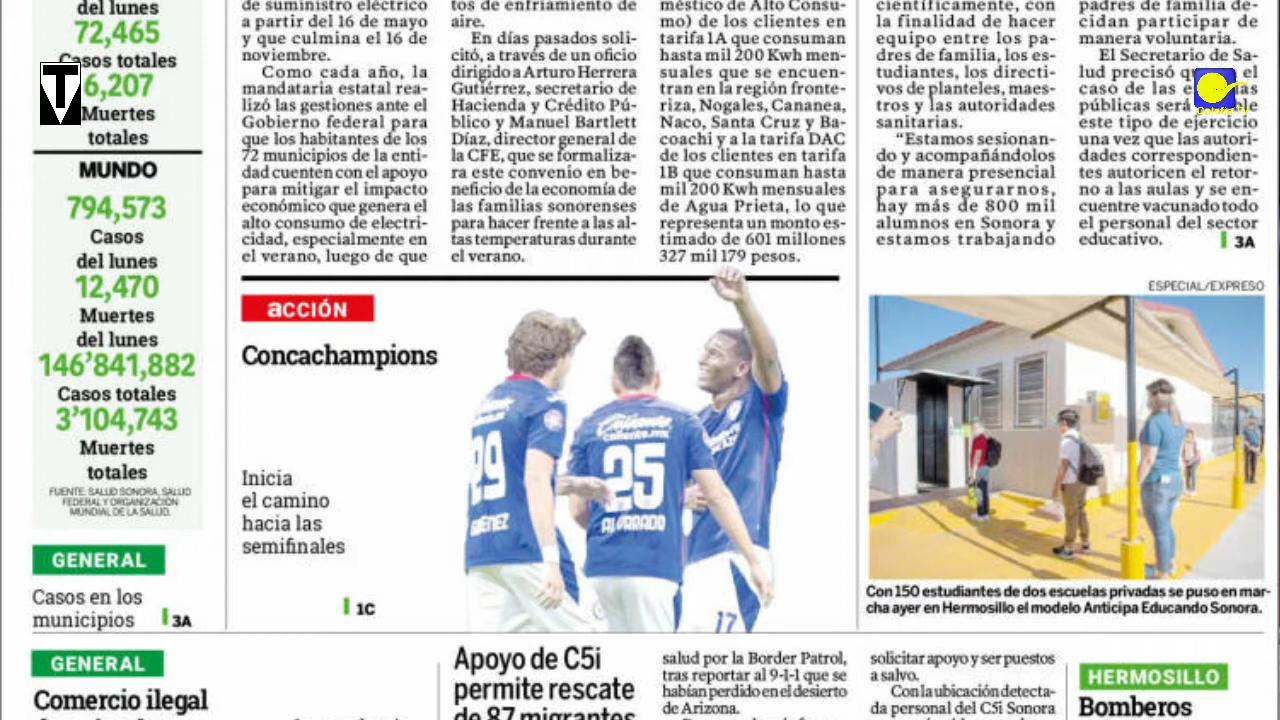 del lunes
72,465
Casos totales
6,207
Muertes
totales
MUNDO
794,573
Casos
del lunes
12,470
Muertes
del lunes
146’841,882
Casos totales
3’104,743
Muertes
totales
FUENTE: SALUD SONORA, SALUD
FEDERAL Y ORGANIZACIÓN
MUNDIAL DE LA SALUD.
GENERAL
Casos en los
municipios
3A
de suministro eléctrico
a partir del 16 de mayo
y que culmina el 16 de
noviembre.
Como cada año, la
mandataria estatal rea-
lizó las gestiones ante el
Gobierno federal para
que los habitantes de los
72 municipios de la enti-
dad cuenten con el apoyo
para mitigar el impacto
económico que genera el
alto consumo de electri-
cidad, especialmente en
el verano, luego de que
tos de enfriamiento de
aire.
En días pasados soli-
citó, a través de un oficio
dirigido a Arturo Herrera
Gutiérrez, secretario de
Hacienda y Crédito Pú-
blico y Manuel Bartlett
Díaz, director general de
la CFE, que se formaliza-
ra este convenio en be-
neficio de la economía de
las familias sonorenses
para hacer frente a las al-
tas temperaturas durante
el verano.
méstico de Alto Consu-
mo) de los clientes en
tarifa 1A que consuman
hasta mil 200 Kwh men-
suales que se encuen-
tran en la región fronte-
riza, Nogales, Cananea,
Naco, Santa Cruz y Ba-
coachi y a la tarifa DAC
de los clientes en tarifa
1B que consuman hasta
mil 200 Kwh mensuales
de Agua Prieta, lo que
representa un monto es-
timado de 601 millones
327 mil 179 pesos.
científicamente, con
la finalidad de hacer
equipo entre los pa-
dres de familia, los es-
tudiantes, los directi-
vos de planteles, maes-
tros y las autoridades
sanitarias.
“Estamos sesionan-
do y acompañándolos
de manera presencial
para asegurarnos,
hay más de 800 mil
alumnos en Sonora y
estamos trabajando
padres de familia de-
cidan participar de
manera voluntaria.
El Secretario de Sa-
lud precisó el
caso de las
públicas será
este tipo de ejercicio
una vez que las autori-
dades correspondien-
tes autoricen el retor-
no a las aulas y se en-
cuentre vacunado todo
el personal del sector
educativo.
3A
ACCIÓN
Concachampions
Inicia
el camino
hacia las
semifinales
1C
Caliente
29
Caliente
caliente.mx
25
ALVARADO
17
ESPECIAL/EXPRESO
Con 150 estudiantes de dos escuelas privadas se puso en mar-
cha ayer en Hermosillo el modelo Anticipa Educando Sonora.
GENERAL
Comercio ilegal
Apoyo de C5i
permite rescate
de 87 migrantes
salud por la Border Patrol,
tras reportar al 9-1-1 que se
habían perdido en el desierto
de Arizona.
solicitar apoyo y ser puestos
a salvo.
Con la ubicación detecta-
da personal del C5i Sonora
HERMOSILLO
Bomberos